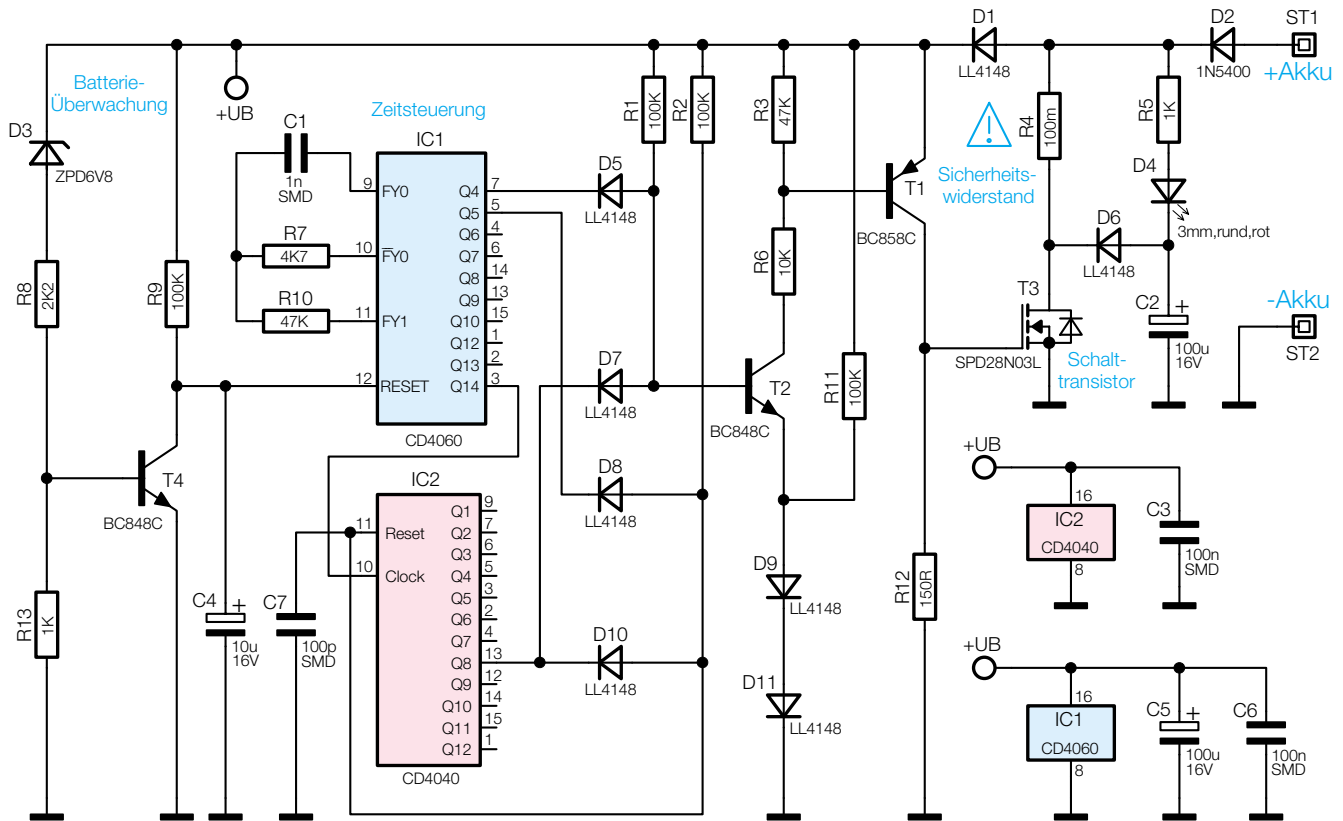 D1
LL4148
D2
1N5400
ST1
+Akku
Batterie-
Überwachung
+UB
Zeitsteuerung
IC1
C1
1n
SMD
R1
100K
R2
100K
R3
47K
R4
100m
R5
1K
D3
ZPD6V8
Sicherheits-
widerstand
D4
3mm,rund,rot
D5
LL4148
T1
BC858C
D6
LL4148
9
FY0
R7
4K7
10
FY0
R10
47K
11
FY1
12
RESET
Q4
7
Q5
5
Q6
4
Q7
6
Q8
14
Q9
13
Q10
15
Q12
1
Q13
2
Q14
3
CD4060
R8
2K2
R9
100K
R6
10K
T3
SPD28N03L
Schalt-
transistor
C2
+
100u
16V
-Akku
ST2
D7
LL4148
T2
BC848C
R11
100K
D8
LL4148
T4
BC848C
IC2
11
Reset
10
Clock
Q1
9
Q2
7
Q3
6
Q4
5
Q5
3
Q6
2
Q7
4
Q8
13
Q9
12
Q10
14
Q11
15
Q12
1
CD4040
+UB
16
IC2
CD4040
8
C3
100n
SMD
D9
LL4148
R12
150R
R13
1K
C4
+
10u
16V
C7
100p
SMD
D10
LL4148
D11
LL4148
+UB
16
IC1
CD4060
8
C5
+
100u
16V
C6
100n
SMD